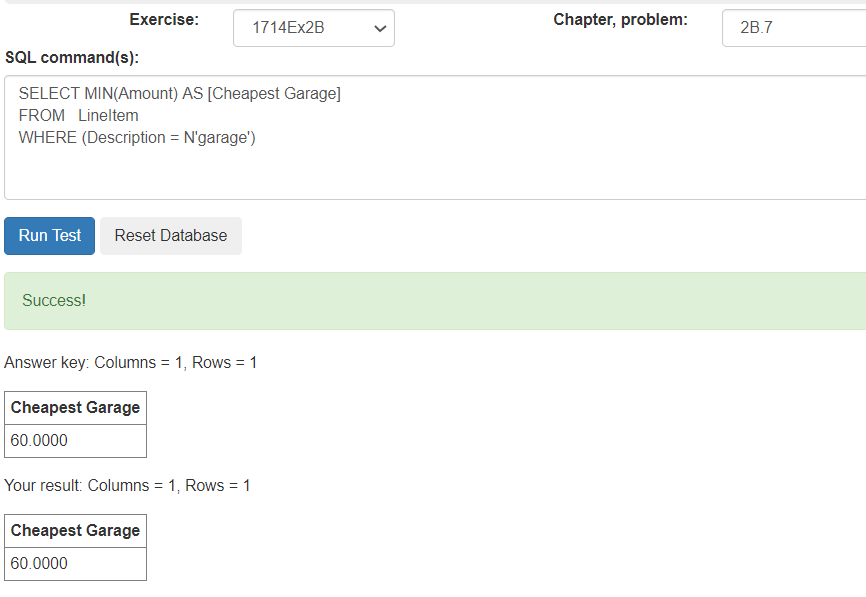 Exercise: 1714Ex2B Chapter, problem: 2B.7
SQL command(s):
SELECT MIN(Amount) AS [Cheapest Garage]
FROM LineItem
WHERE (Description = N'garage')
Run Test Reset Database
Success!
Answer key: Columns = 1, Rows = 1
Cheapest Garage
60.0000
Your result: Columns = 1, Rows = 1
Cheapest Garage
60.0000